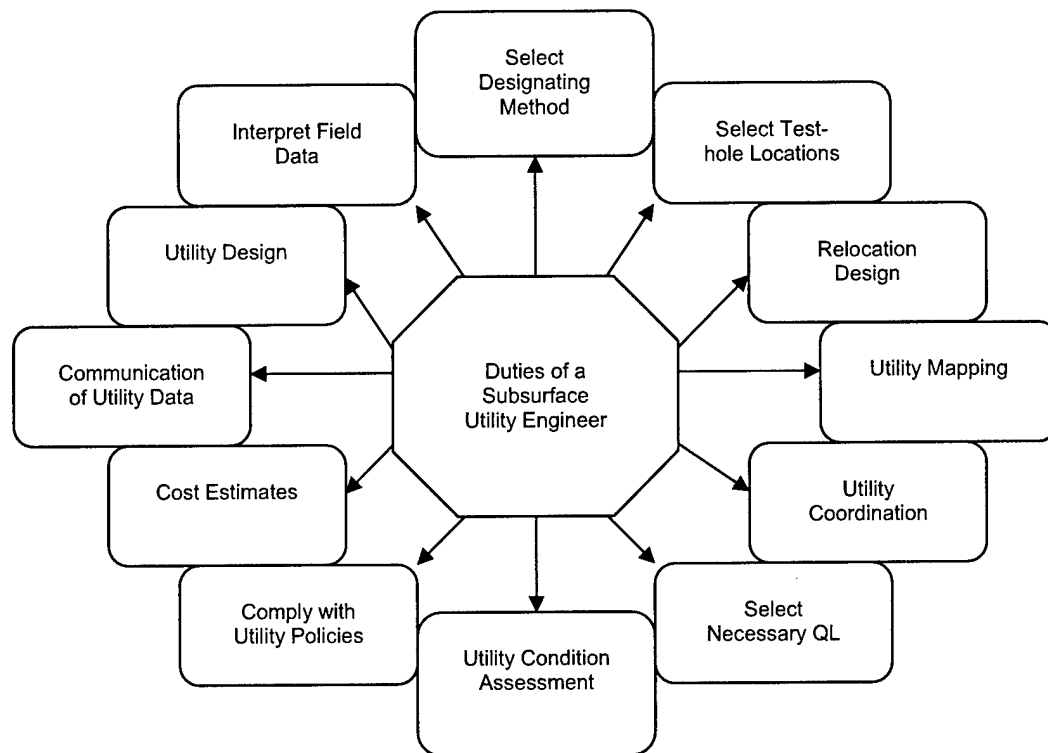 Select
Designating
Method
Select Test-
hole Locations
Relocation
Design
Utility Mapping
Utility
Coordination
Select
Necessary QL
Utility Condition
Assessment
Comply with
Utility Policies
Cost Estimates
Communication
of Utility Data
Utility Design
Interpret Field
Data
Duties of a
Subsurface
Utility Engineer